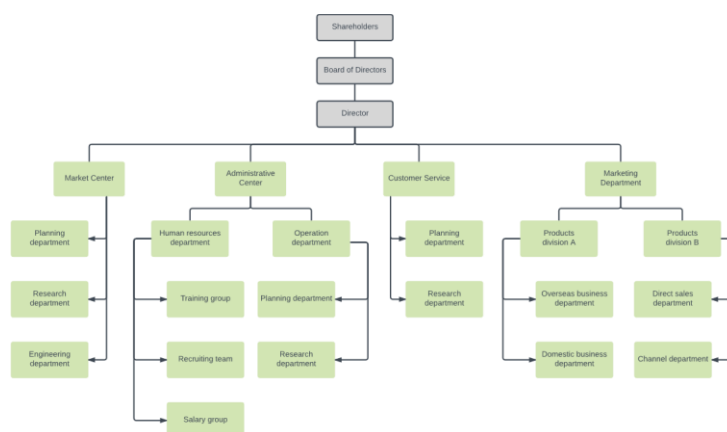 Shareholders
Board of Directors
Director
Market Center
Administrative
Center
Customer Service
Marketing
Department
Planning
department
Human resources
department
Operation
department
Planning
department
Products
division A
Products
division B
Research
department
Training group
Planning department
Research
department
Overseas business
department
Direct sales
department
Engineering
department
Recruiting team
Research
department
Domestic business
department
Channel department
Salary group